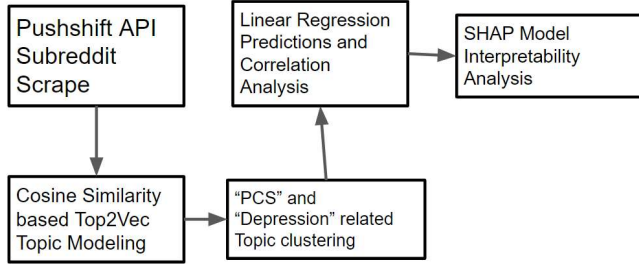 Pushshift API
Subreddit
Scrape
Cosine Similarity
based Top2Vec
Topic Modeling
“PCS” and
“Depression” related
Topic clustering
Linear Regression
Predictions and
Correlation
Analysis
SHAP Model
Interpretability
Analysis